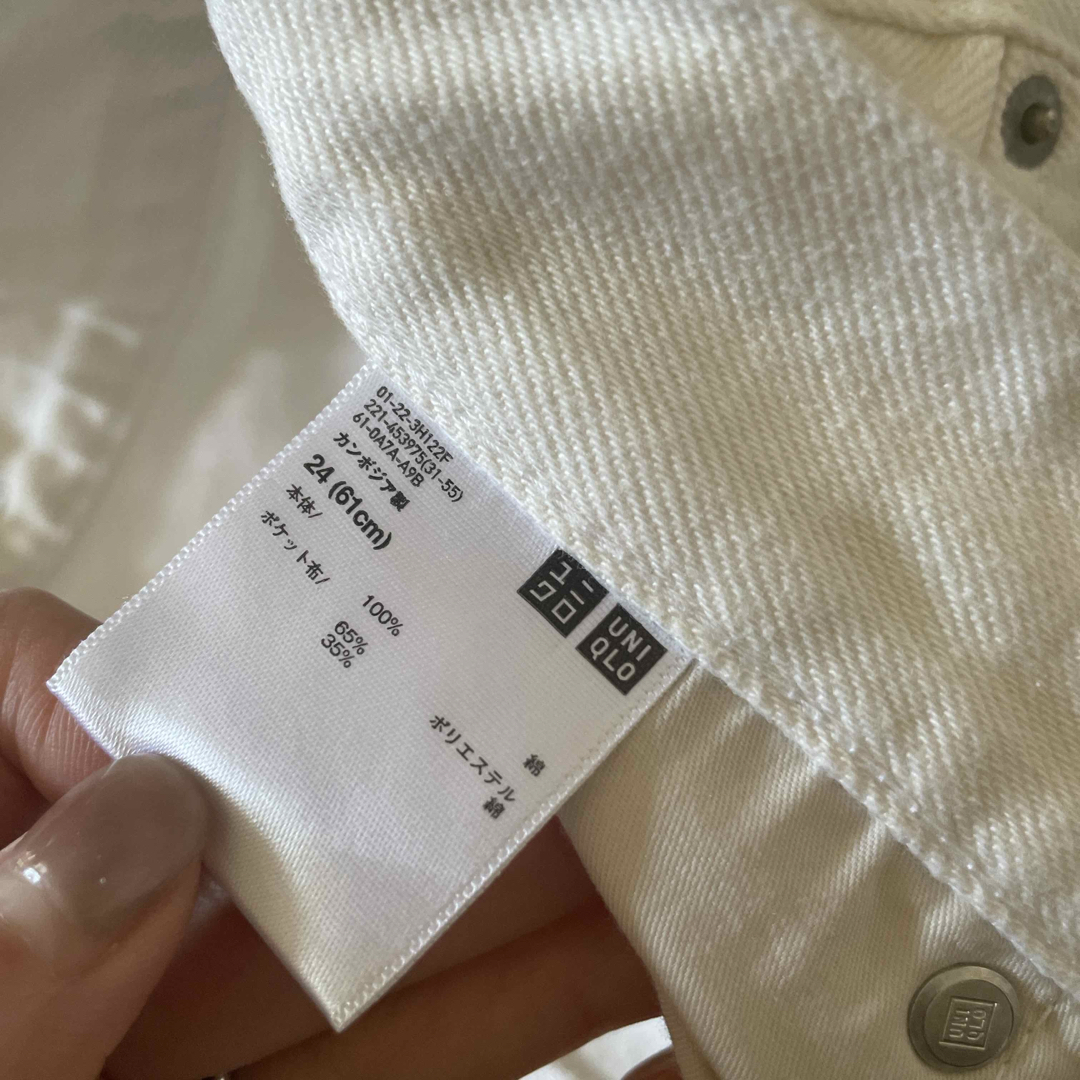 01-22-3H122F
221-453975(31-55)
61-0A7A-A9B
カンボジア製
24 (61cm)
本体/
100% 綿
ポケット布/
65% ポリエステル
35% 綿
ユニ
クロ
UNI
QLO
UNI
QLO